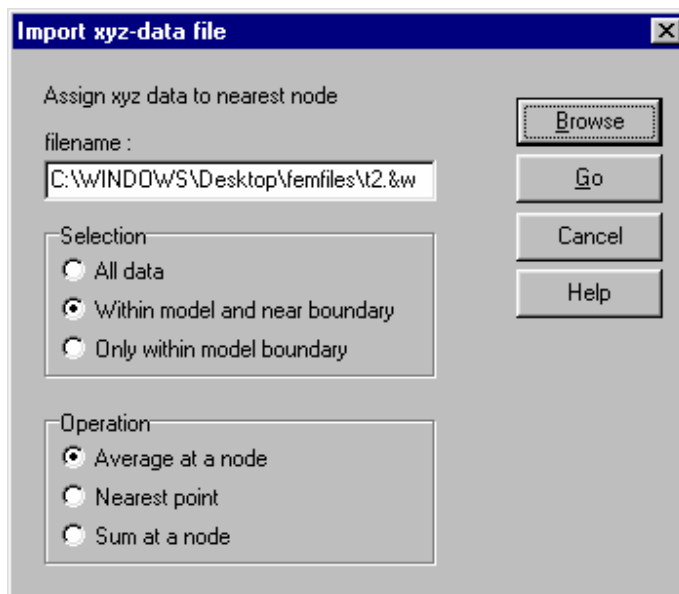 Import xyz-data file
Assign xyz data to nearest node
filename :
C:\WINDOWS\Desktop\femfiles\t2.&w
Browse
Go
Cancel
Help
Selection
All data
Within model and near boundary
Only within model boundary
Operation
Average at a node
Nearest point
Sum at a node